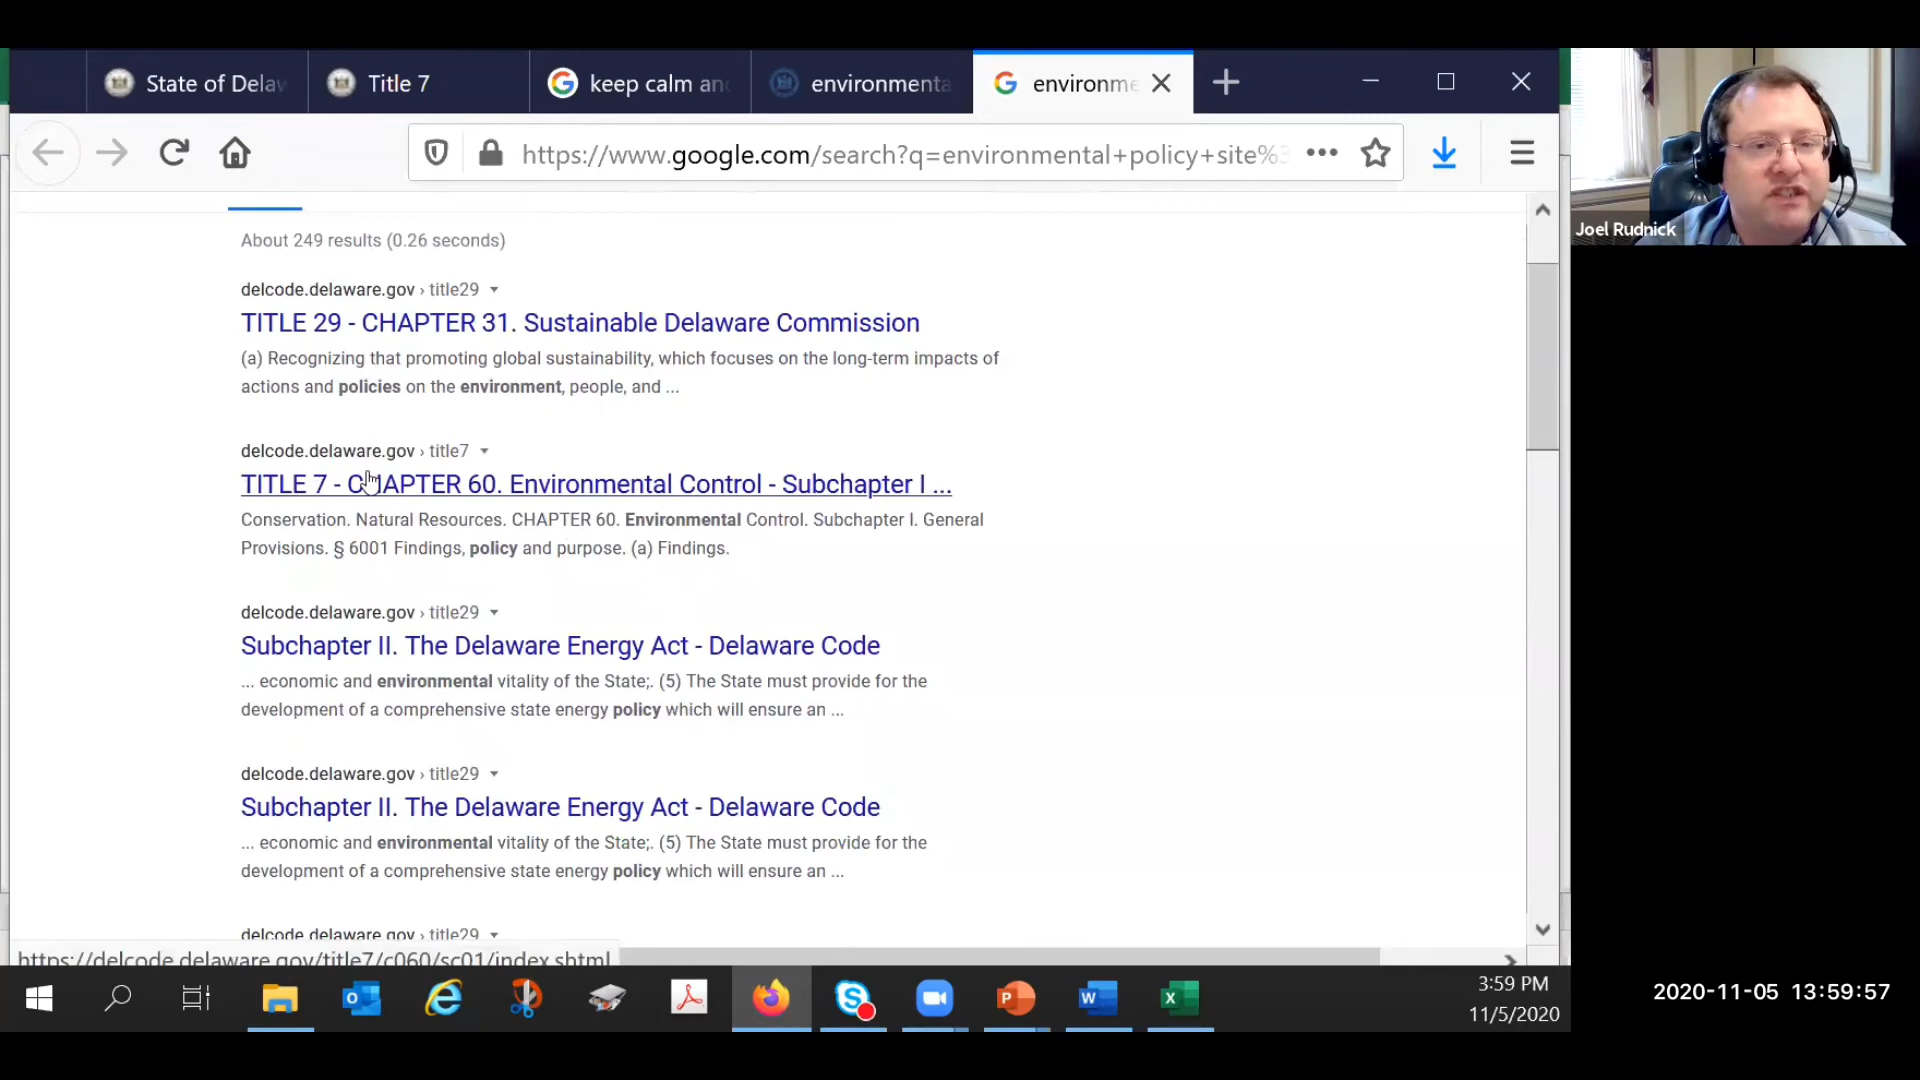 State of Delaw
Title 7
keep calm and
environmenta
environme
https://www.google.com/search?q=environmental+policy+site%3
About 249 results (0.26 seconds)
delcode.delaware.gov › title29
TITLE 29 - CHAPTER 31. Sustainable Delaware Commission
(a) Recognizing that promoting global sustainability, which focuses on the long-term impacts of
actions and policies on the environment, people, and ...
delcode.delaware.gov › title7
TITLE 7 - CHAPTER 60. Environmental Control - Subchapter I ...
Conservation. Natural Resources. CHAPTER 60. Environmental Control. Subchapter I. General
Provisions. § 6001 Findings, policy and purpose. (a) Findings.
delcode.delaware.gov › title29
Subchapter II. The Delaware Energy Act - Delaware Code
... economic and environmental vitality of the State;. (5) The State must provide for the
development of a comprehensive state energy policy which will ensure an ...
delcode.delaware.gov › title29
Subchapter II. The Delaware Energy Act - Delaware Code
... economic and environmental vitality of the State;. (5) The State must provide for the
development of a comprehensive state energy policy which will ensure an ...
delcode.delaware.gov › title29
https://delcode.delaware.gov/title7/c060/sc01/index.shtml
3:59 PM
11/5/2020
Joel Rudnick
2020-11-05 13:59:57